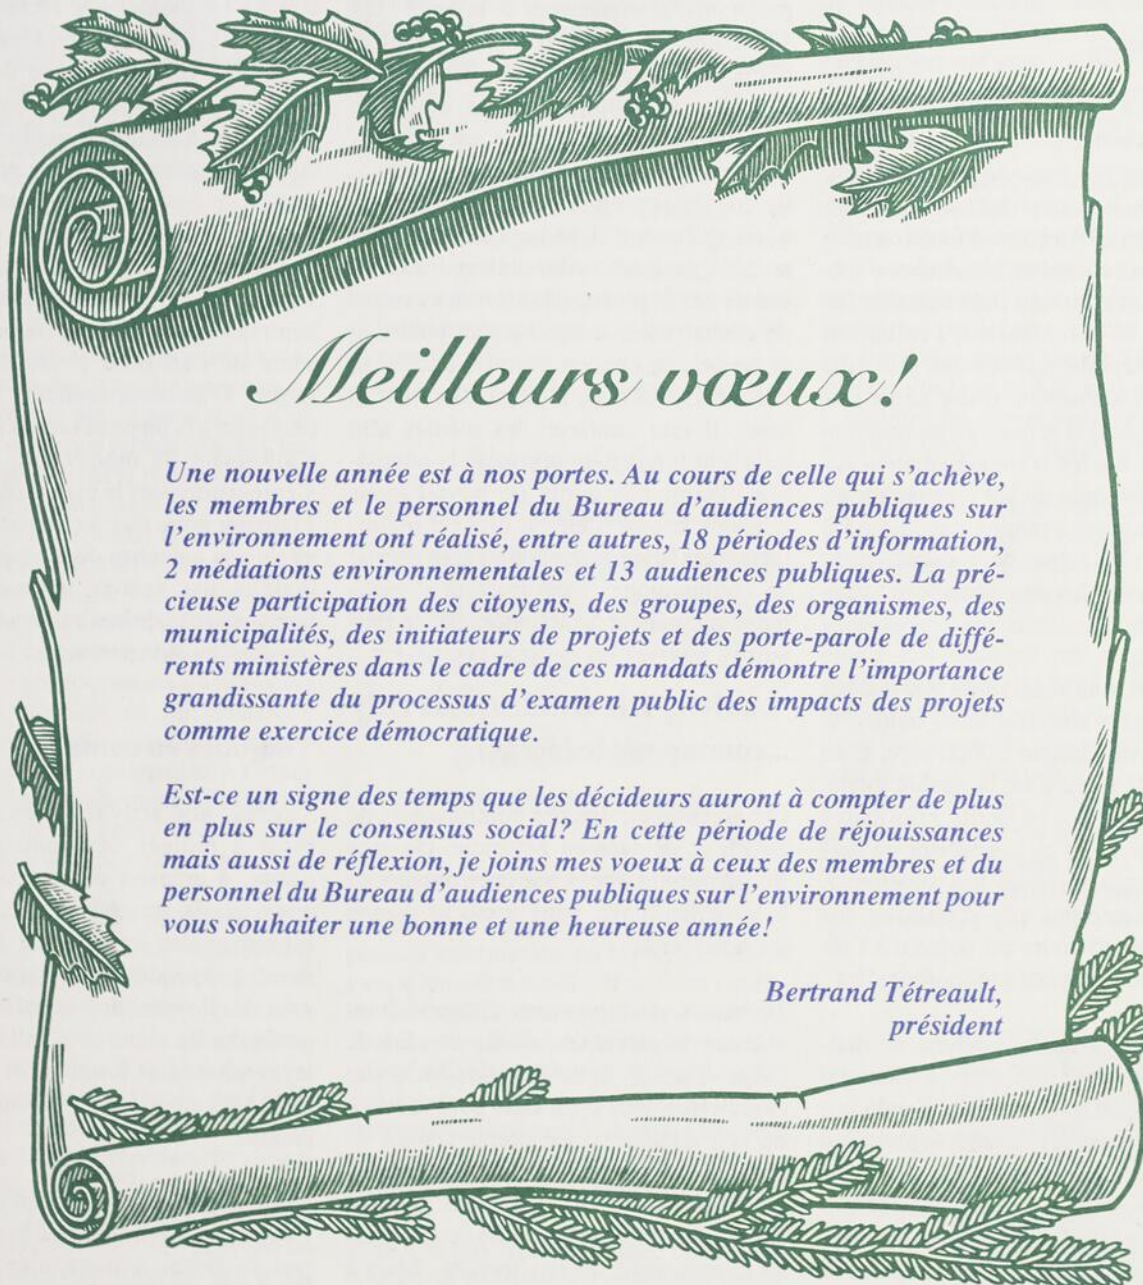 Meilleurs vœux!
Une nouvelle année est à nos portes. Au cours de celle qui s'achève,
les membres et le personnel du Bureau d'audiences publiques sur
l'environnement ont réalisé, entre autres, 18 périodes d'information,
2 médiations environnementales et 13 audiences publiques. La pré-
cieuse participation des citoyens, des groupes, des organismes, des
municipalités, des initiateurs de projets et des porte-parole de diffé-
rents ministères dans le cadre de ces mandats démontre l'importance
grandissante du processus d'examen public des impacts des projets
comme exercice démocratique.
Est-ce un signe des temps que les décideurs auront à compter de plus
en plus sur le consensus social? En cette période de réjouissances
mais aussi de réflexion, je joins mes voeux à ceux des membres et du
personnel du Bureau d'audiences publiques sur l'environnement pour
vous souhaiter une bonne et une heureuse année!
Bertrand Tétreault,
président